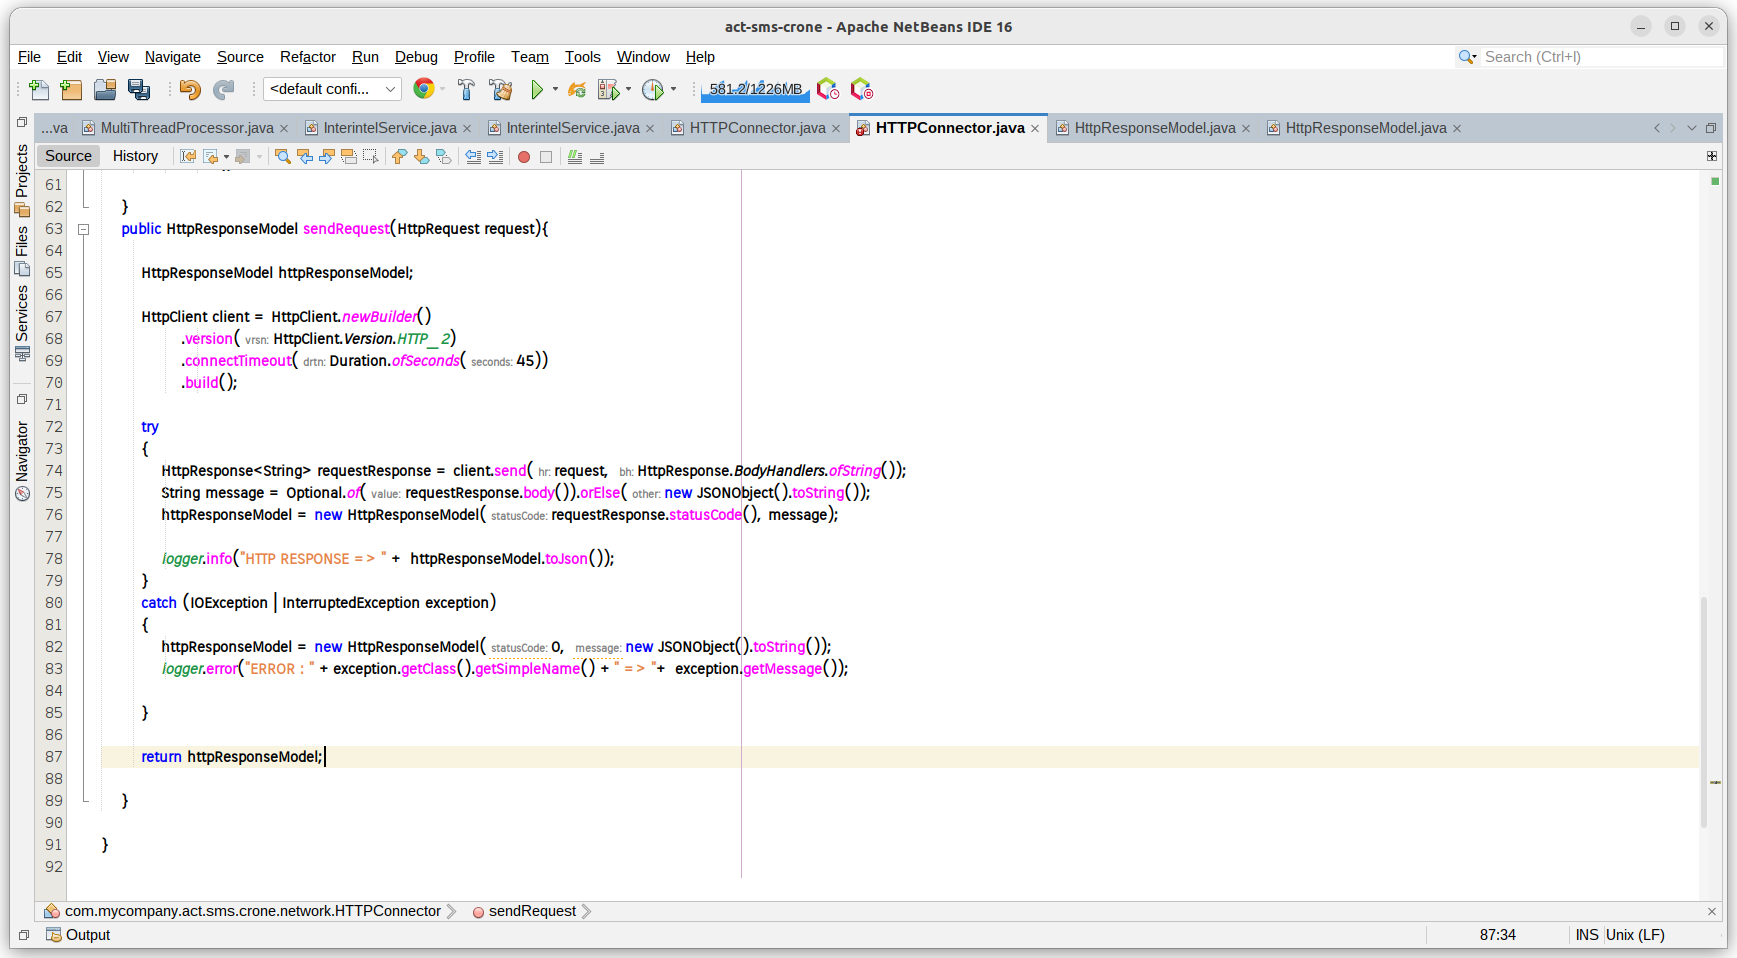 act-sms-crone - Apache NetBeans IDE 16
File Edit View Navigate Source Refactor Run Debug Profile Team Tools Window Help
Search (Ctrl+I)
<default confi...
581.2/1226MB
...va MultiThreadProcessor.java InterintelService.java InterintelService.java HTTPConnector.java HTTPConnector.java HttpResponseModel.java HttpResponseModel.java
Source History
Projects
Files
Services
Navigator
61
62 }
63 public HttpResponseModel sendRequest(HttpRequest request){
64
65 HttpResponseModel httpResponseModel;
66
67 HttpClient client = HttpClient.newBuilder()
68 .version( vrsn: HttpClient.Version.HTTP_2)
69 .connectTimeout( drtn: Duration.ofSeconds( seconds: 45))
70 .build();
71
72 try
73 {
74 HttpResponse<String> requestResponse = client.send( hr: request, bh: HttpResponse.BodyHandlers.ofString());
75 String message = Optional.of( value: requestResponse.body()).orElse( other: new JSONObject().toString());
76 httpResponseModel = new HttpResponseModel( statusCode: requestResponse.statusCode(), message);
77
78 iogger.info("HTTP RESPONSE => " + httpResponseModel.toJson());
79 }
80 catch (IOException | InterruptedException exception)
81 {
82 httpResponseModel = new HttpResponseModel( statusCode: 0, message: new JSONObject().toString());
83 iogger.error("ERROR : " + exception.getClass().getSimpleName() + " => "+ exception.getMessage());
84
85 }
86
87 return httpResponseModel;
88
89 }
90
91 }
92
com.mycompany.act.sms.crone.network.HTTPConnector sendRequest
Output
87:34 INS Unix (LF)